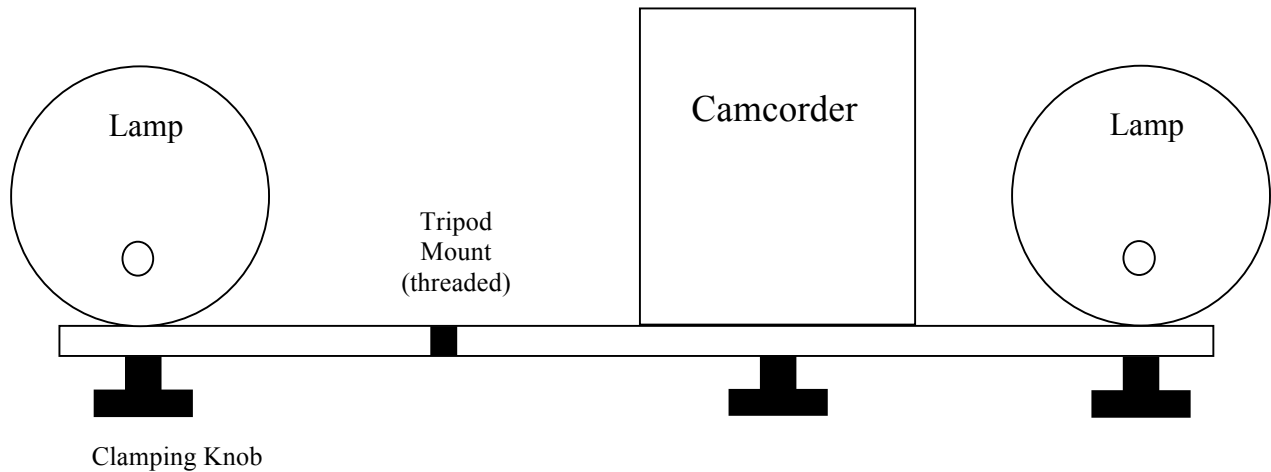 Lamp
Camcorder
Lamp
Tripod
Mount
(threaded)
Clamping Knob